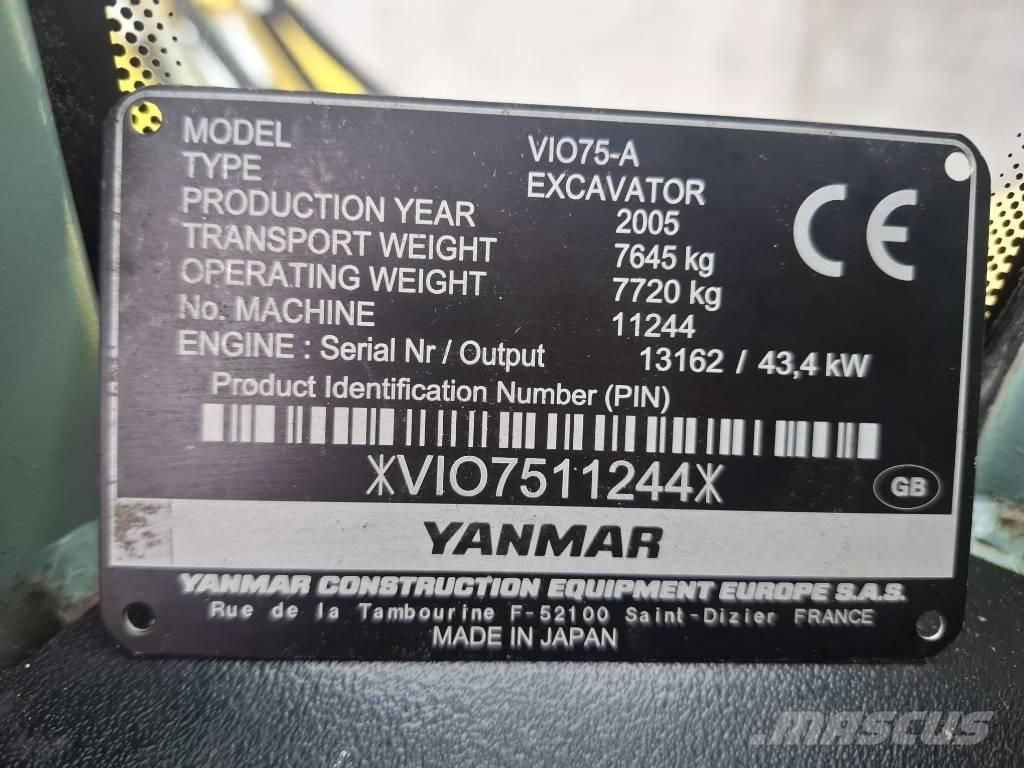 MODEL VIO75-A
TYPE EXCAVATOR
PRODUCTION YEAR 2005
TRANSPORT WEIGHT 7645 kg
OPERATING WEIGHT 7720 kg
No. MACHINE 11244
ENGINE : Serial Nr / Output 13162 / 43,4 kW
Product Identification Number (PIN)
*VIO7511244*
CE
GB
YANMAR
YANMAR CONSTRUCTION EQUIPMENT EUROPE S.A.S.
Rue de la Tambourine F-52100 Saint-Dizier FRANCE
MADE IN JAPAN
MASCUS